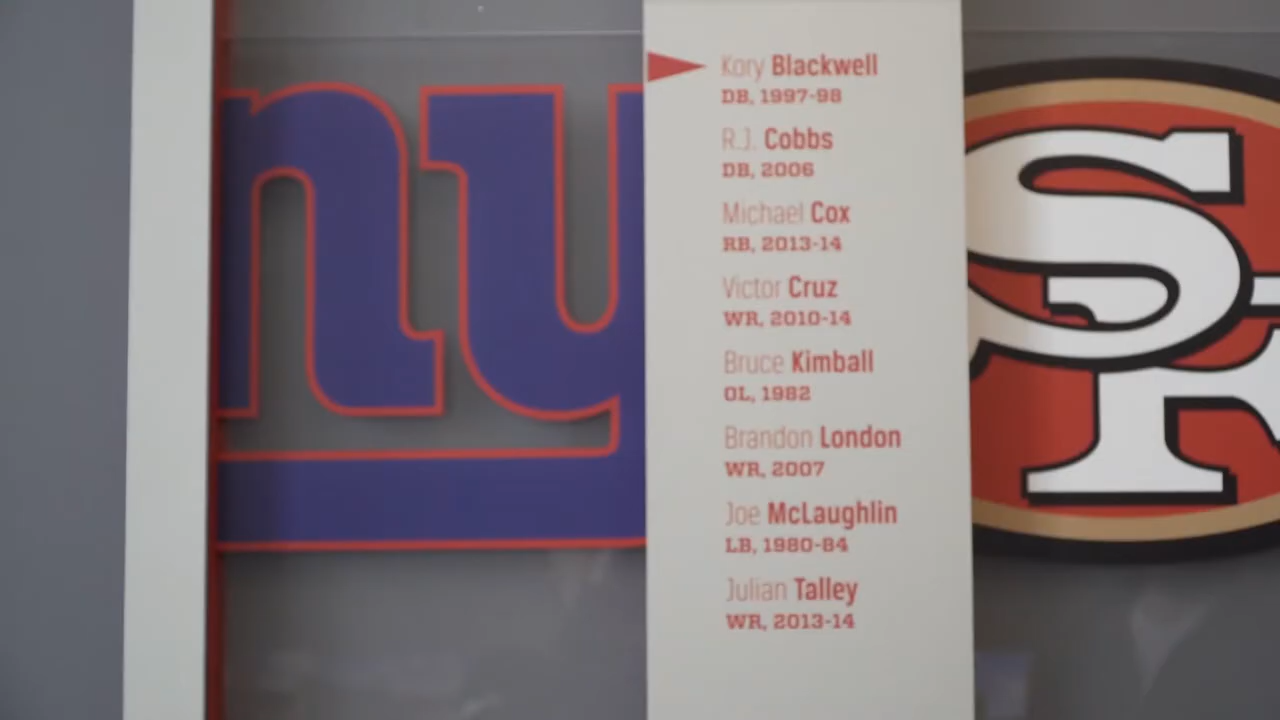 ny
Kory Blackwell
DB, 1997-98
R.J. Cobbs
DB, 2006
Michael Cox
RB, 2013-14
Victor Cruz
WR, 2010-14
Bruce Kimball
OL, 1982
Brandon London
WR, 2007
Joe McLaughlin
LB, 1980-84
Julian Talley
WR, 2013-14
SF